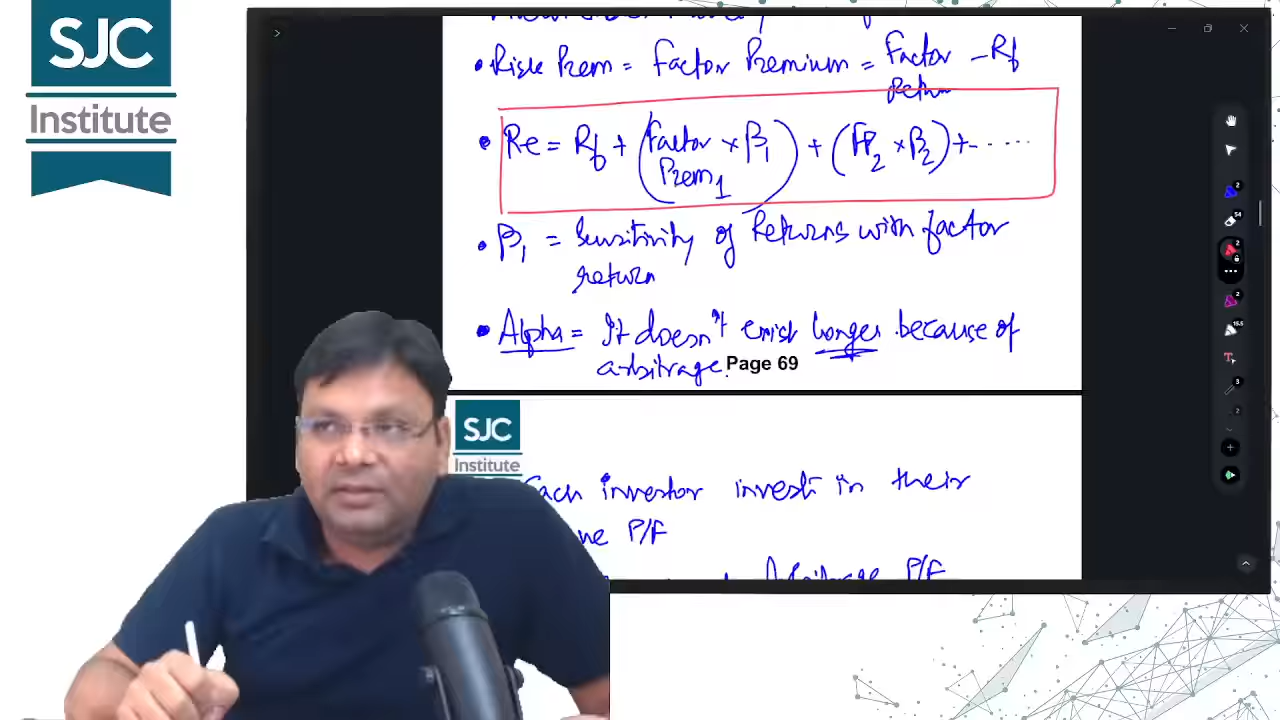 SJC
Institute
• Risk Prem = Factor Premium = Factor – Rf
Return
• Re = Rf + (Factor Prem1 × β1) + (FP2 × β2) + - - ....
• β1 = Sensitivity of Returns with factor
return
• Alpha = It doesn't exist longer because of
arbitrage.
Page 69
SJC
Institute
Each investor invest in their
P/F
Arbitrage P/F